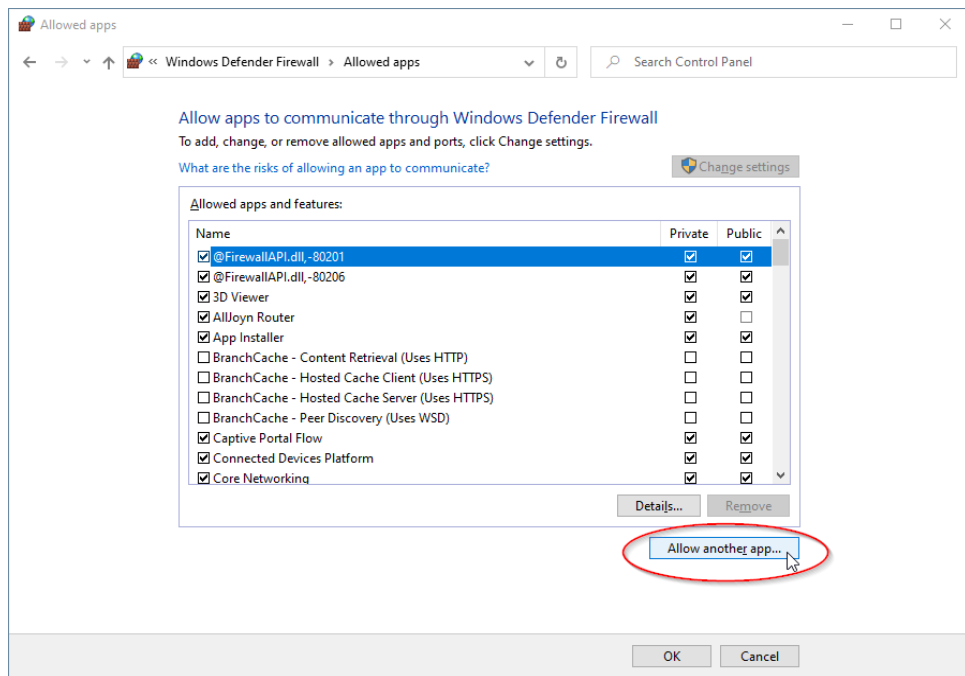 Allowed apps
« Windows Defender Firewall › Allowed apps
Search Control Panel
Allow apps to communicate through Windows Defender Firewall
To add, change, or remove allowed apps and ports, click Change settings.
What are the risks of allowing an app to communicate?
Change settings
Allowed apps and features:
Name Private Public
@FirewallAPI.dll,-80201
@FirewallAPI.dll,-80206
3D Viewer
AllJoyn Router
App Installer
BranchCache - Content Retrieval (Uses HTTP)
BranchCache - Hosted Cache Client (Uses HTTPS)
BranchCache - Hosted Cache Server (Uses HTTPS)
BranchCache - Peer Discovery (Uses WSD)
Captive Portal Flow
Connected Devices Platform
Core Networking
Details... Remove
Allow another app...
OK Cancel